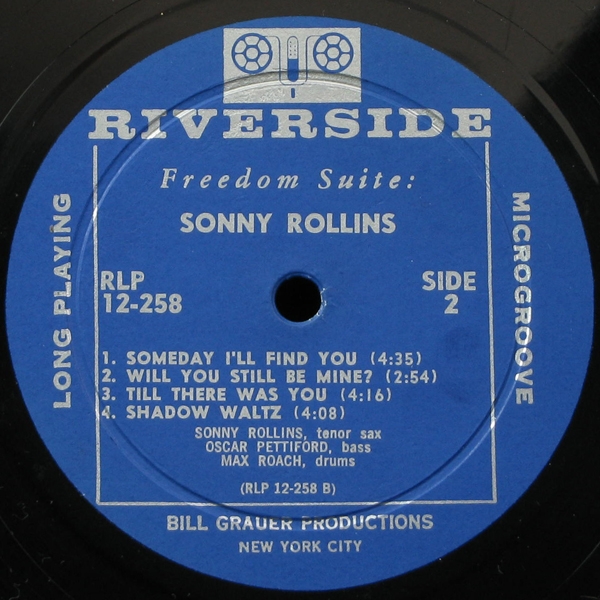 RIVERSIDE
Freedom Suite:
SONNY ROLLINS
LONG PLAYING
MICROGROOVE
RLP
12-258
SIDE
2
1. SOMEDAY I'LL FIND YOU (4:35)
2. WILL YOU STILL BE MINE? (2:54)
3. TILL THERE WAS YOU (4:16)
4. SHADOW WALTZ (4:08)
SONNY ROLLINS, tenor sax
OSCAR PETTIFORD, bass
MAX ROACH, drums
(RLP 12-258 B)
BILL GRAUER PRODUCTIONS
NEW YORK CITY